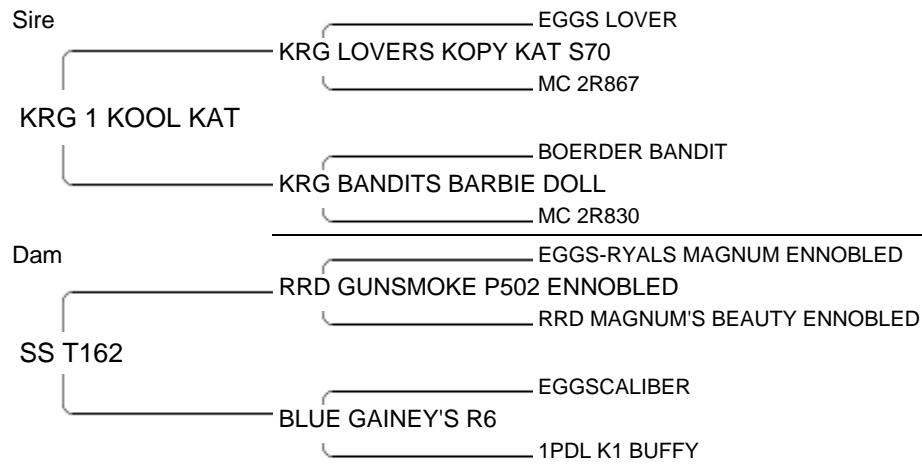 Sire
EGGS LOVER
KRG LOVERS KOPY KAT S70
MC 2R867
KRG 1 KOOL KAT
BOERDER BANDIT
KRG BANDITS BARBIE DOLL
MC 2R830
Dam
EGGS-RYALS MAGNUM ENNOBLED
RRD GUNSMOKE P502 ENNOBLED
RRD MAGNUM'S BEAUTY ENNOBLED
SS T162
EGGSCALIBER
BLUE GAINEY'S R6
1PDL K1 BUFFY